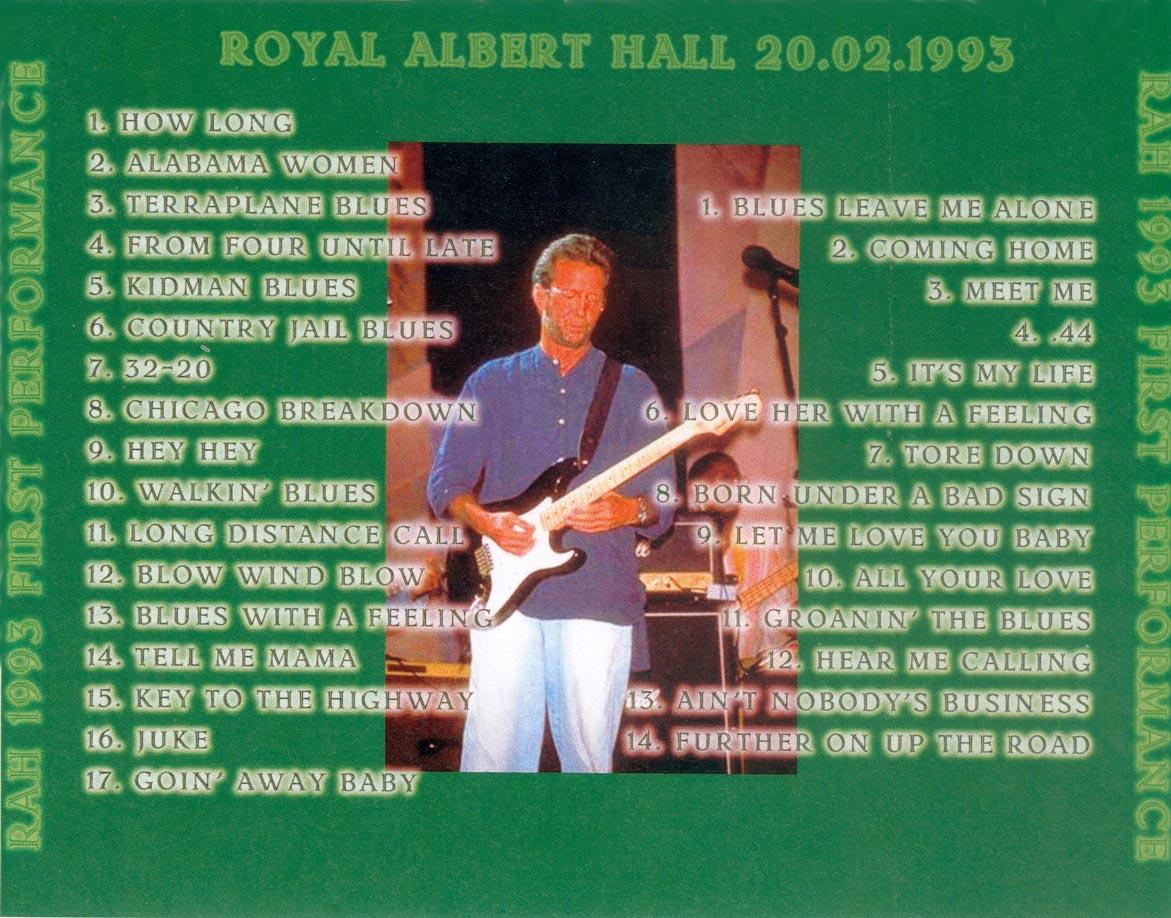 ROYAL ALBERT HALL 20.02.1993
RAH 1993 FIRST PERFORMANCE
1. HOW LONG
2. ALABAMA WOMEN
3. TERRAPLANE BLUES
4. FROM FOUR UNTIL LATE
5. KIDMAN BLUES
6. COUNTRY JAIL BLUES
7. 32-20
8. CHICAGO BREAKDOWN
9. HEY HEY
10. WALKIN' BLUES
11. LONG DISTANCE CALL
12. BLOW WIND BLOW
13. BLUES WITH A FEELING
14. TELL ME MAMA
15. KEY TO THE HIGHWAY
16. JUKE
17. GOIN' AWAY BABY
1. BLUES LEAVE ME ALONE
2. COMING HOME
3. MEET ME
4. .44
5. IT'S MY LIFE
6. LOVE HER WITH A FEELING
7. TORE DOWN
8. BORN UNDER A BAD SIGN
9. LET ME LOVE YOU BABY
10. ALL YOUR LOVE
11. GROANIN' THE BLUES
12. HEAR ME CALLING
13. AIN'T NOBODY'S BUSINESS
14. FURTHER ON UP THE ROAD
RAH 1993 FIRST PERFORMANCE